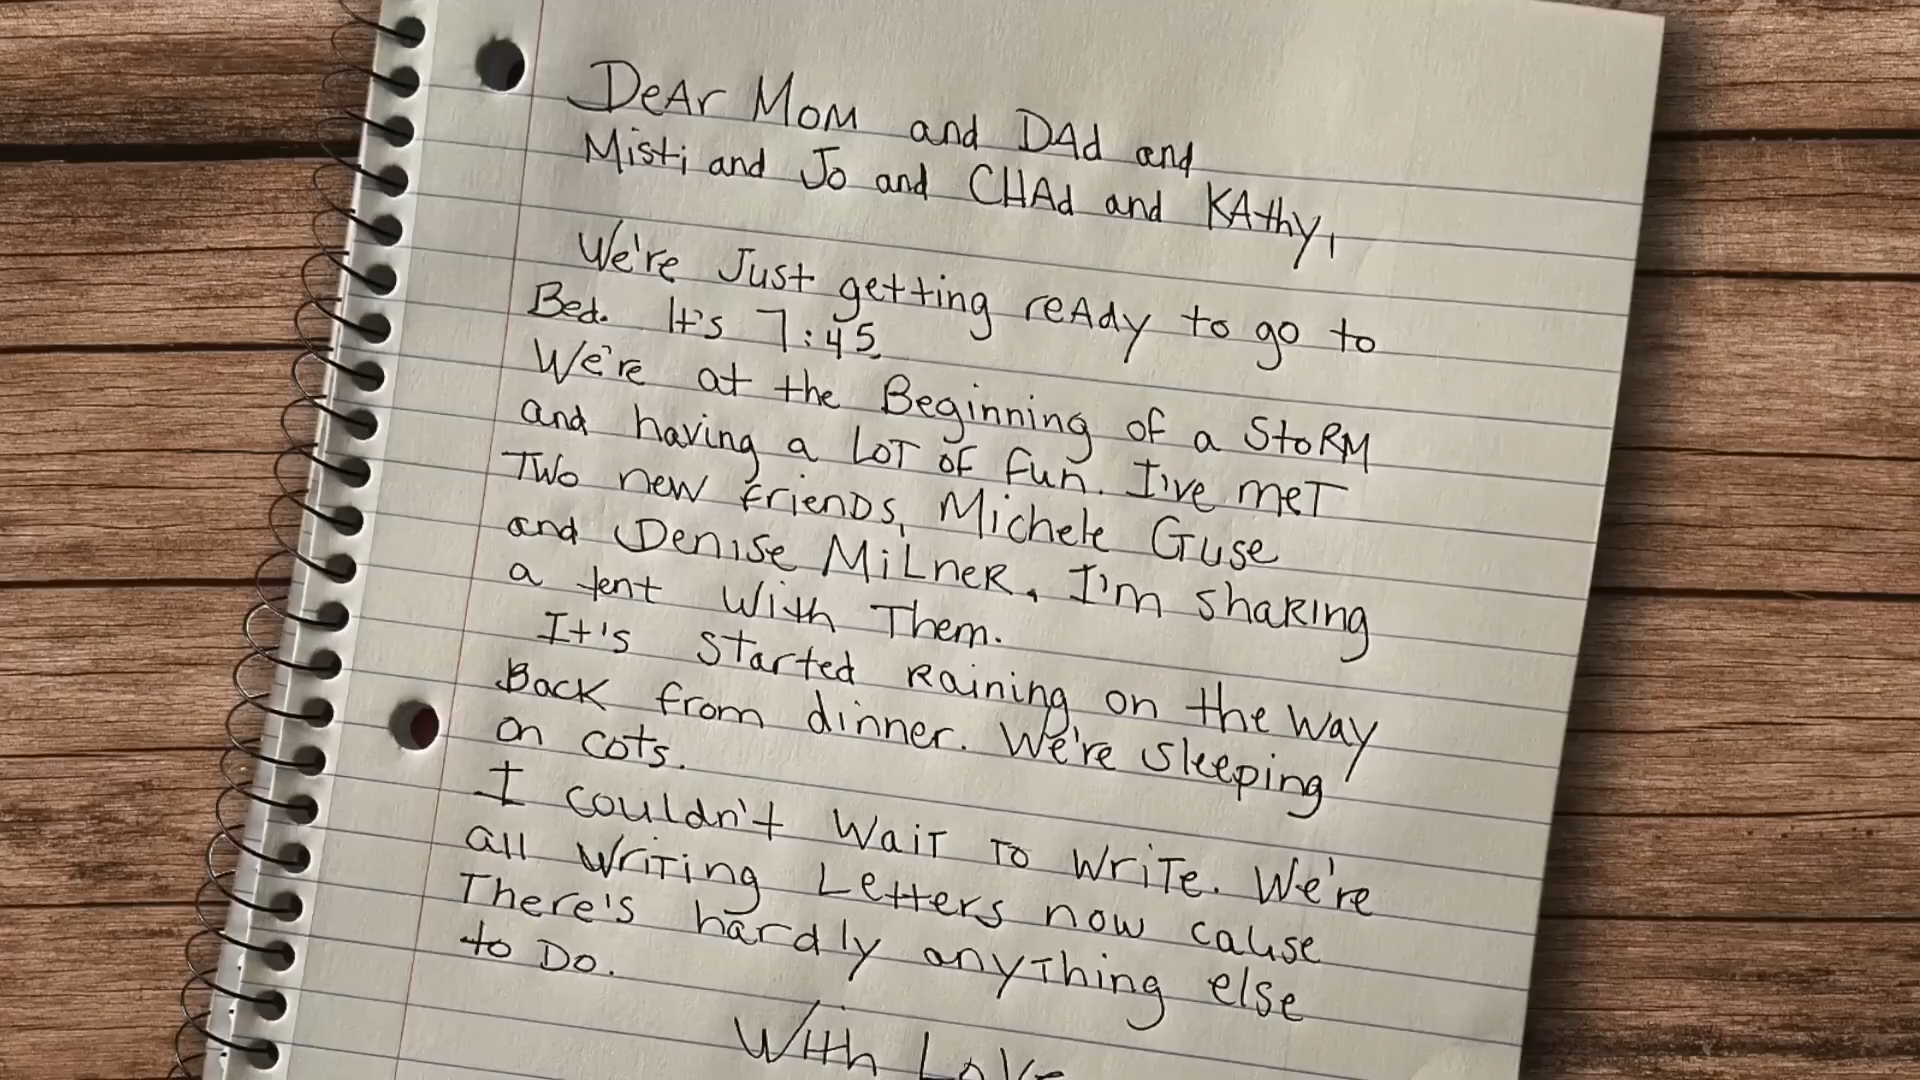 DeAr MoM and DAd and
Misti and Jo and CHAd and KAthy,
We're Just getting reAdy to go to
Bed. It's 7:45
We're at the Beginning of a StoRM
and having a LoT of fun. I've meT
Two new friends, Michele Guse
and Denise MiLneR. I'm shaRing
a tent With Them.
It's started Raining on the way
Back from dinner. We're Sleeping
on cots.
I couldn't Wait To WriTe. We're
all WriTing Letters now cause
There's hardly anyThing else
to Do.
With Love